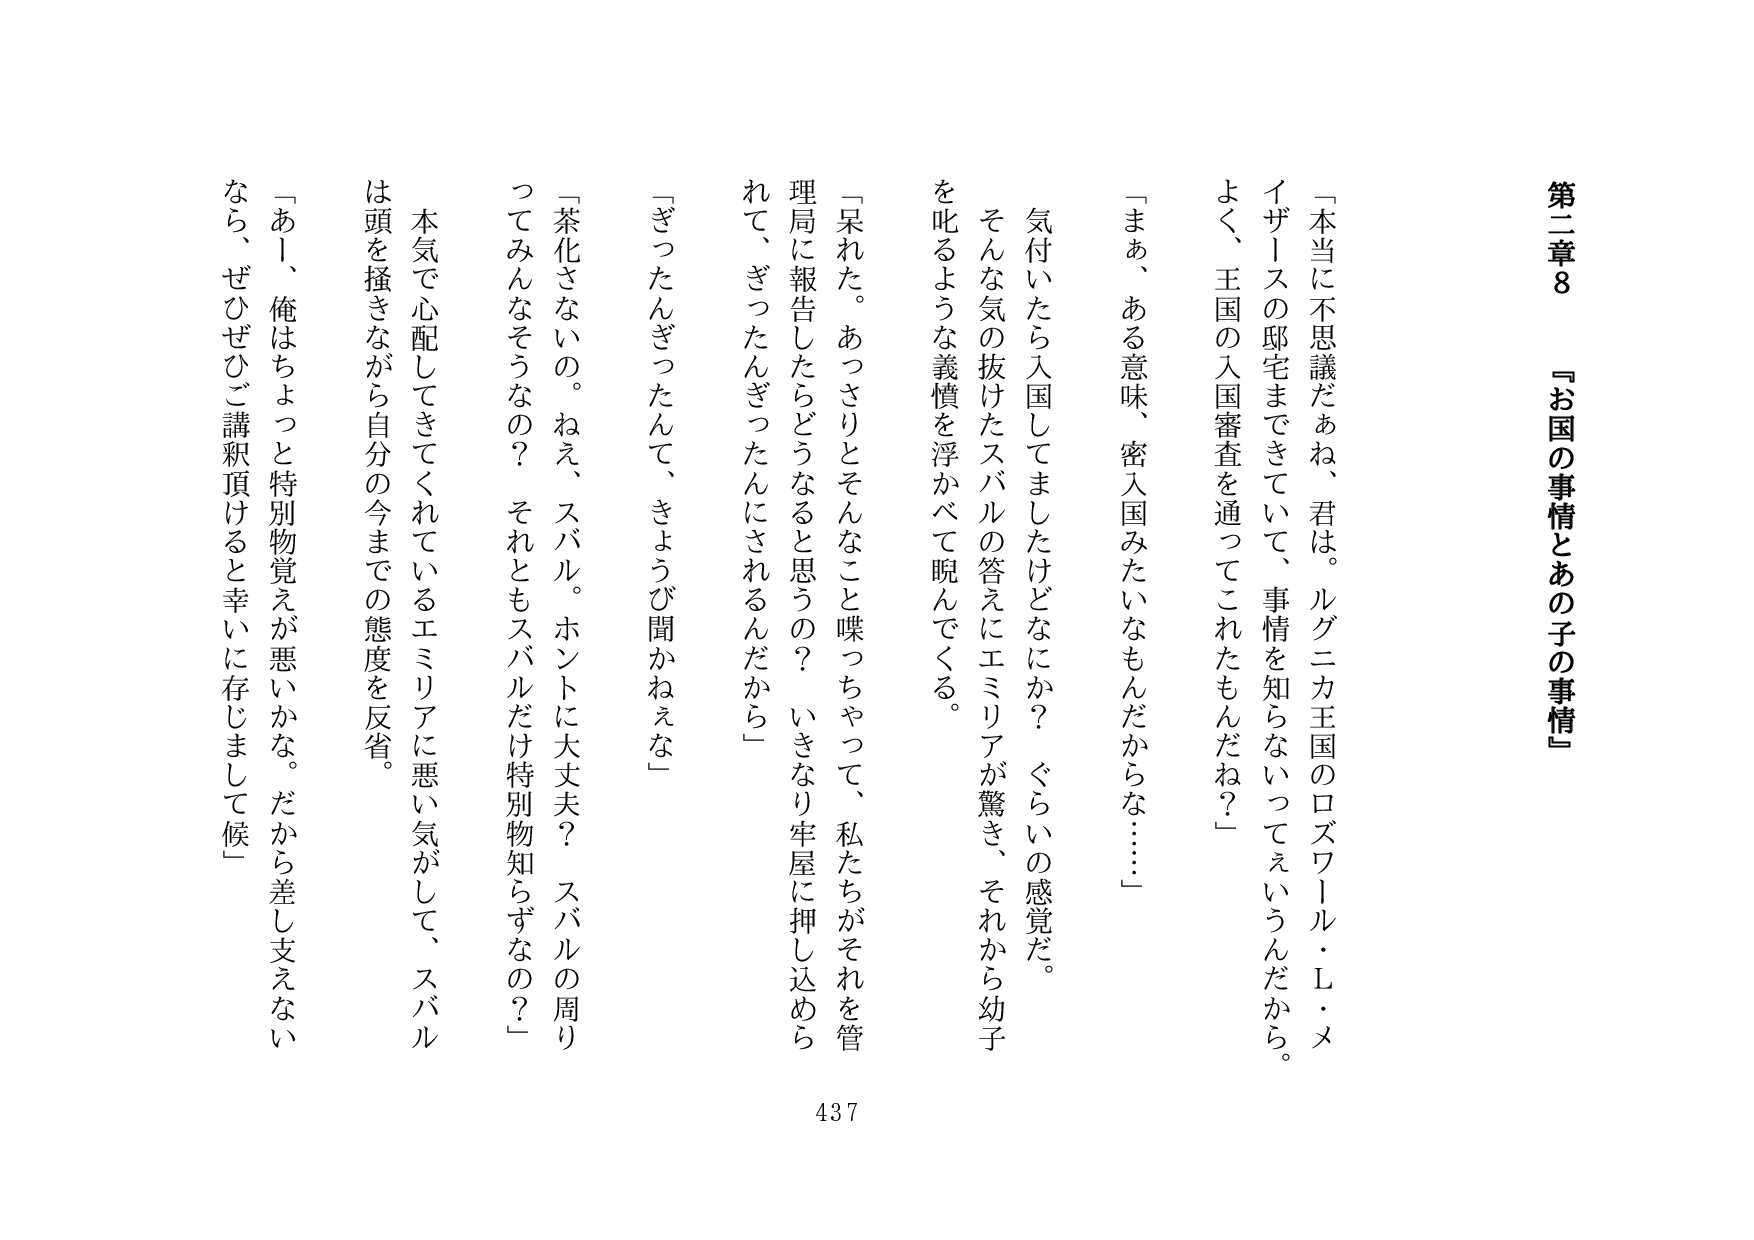 第二章８　『お国の事情とあの子の事情』
「本当に不思議だぁね、君は。ルグニカ王国のロズワール・Ｌ・メ
イザースの邸宅まできていて、事情を知らないってぇいうんだから。
よく、王国の入国審査を通ってこれたもんだね？」
「まぁ、ある意味、密入国みたいなもんだからな……」
　気付いたら入国してましたけどなにか？　ぐらいの感覚だ。
　そんな気の抜けたスバルの答えにエミリアが驚き、それから幼子
を叱るような義憤を浮かべて睨んでくる。
「呆れた。あっさりとそんなこと喋っちゃって、私たちがそれを管
理局に報告したらどうなると思うの？　いきなり牢屋に押し込めら
れて、ぎったんぎったんにされるんだから」
「ぎったんぎったんて、きょうび聞かねぇな」
「茶化さないの。ねえ、スバル。ホントに大丈夫？　スバルの周り
ってみんなそうなの？　それともスバルだけ特別物知らずなの？」
　本気で心配してきてくれているエミリアに悪い気がして、スバル
は頭を掻きながら自分の今までの態度を反省。
「あー、俺はちょっと特別物覚えが悪いかな。だから差し支えない
なら、ぜひぜひご講釈頂けると幸いに存じまして候」
437